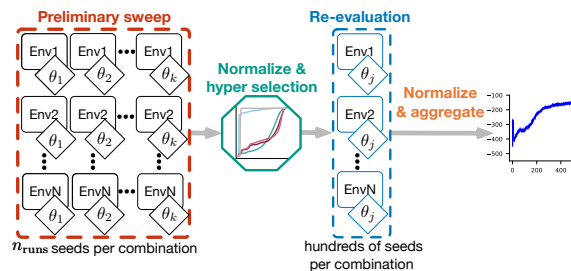 Preliminary sweep
Env1 Env1 Env1
θ₁ θ₂ θₖ
Env2 Env2 Env2
θ₁ θ₂ θₖ
EnvN EnvN EnvN
θ₁ θ₂ θₖ
n_runs seeds per combination
Normalize &
hyper selection
Re-evaluation
Env1
θⱼ
Env2
θⱼ
EnvN
θⱼ
hundreds of seeds
per combination
Normalize
& aggregate
−100
−200
−300
−400
−500
0 200 400